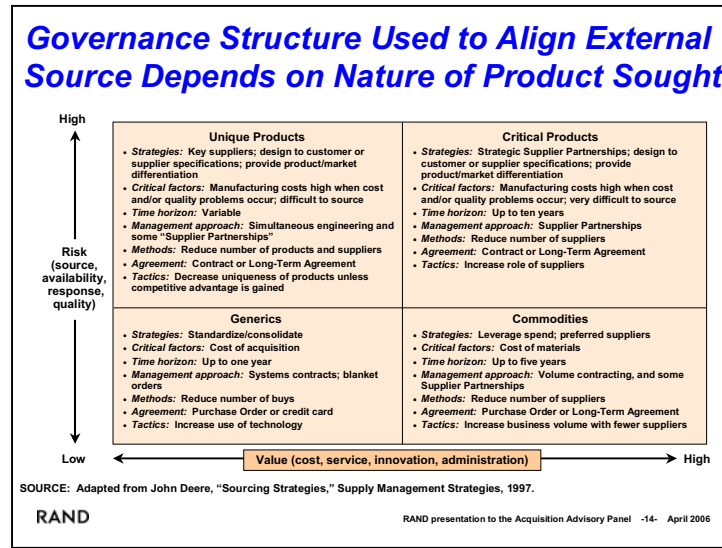 Governance Structure Used to Align External
Source Depends on Nature of Product Sought
High
Risk
(source,
availability,
response,
quality)
Low
Unique Products
• Strategies: Key suppliers; design to customer or
supplier specifications; provide product/market
differentiation
• Critical factors: Manufacturing costs high when cost
and/or quality problems occur; difficult to source
• Time horizon: Variable
• Management approach: Simultaneous engineering and
some “Supplier Partnerships”
• Methods: Reduce number of products and suppliers
• Agreement: Contract or Long-Term Agreement
• Tactics: Decrease uniqueness of products unless
competitive advantage is gained
Critical Products
• Strategies: Strategic Supplier Partnerships; design to
customer or supplier specifications; provide
product/market differentiation
• Critical factors: Manufacturing costs high when cost
and/or quality problems occur; very difficult to source
• Time horizon: Up to ten years
• Management approach: Supplier Partnerships
• Methods: Reduce number of suppliers
• Agreement: Contract or Long-Term Agreement
• Tactics: Increase role of suppliers
Generics
• Strategies: Standardize/consolidate
• Critical factors: Cost of acquisition
• Time horizon: Up to one year
• Management approach: Systems contracts; blanket
orders
• Methods: Reduce number of buys
• Agreement: Purchase Order or credit card
• Tactics: Increase use of technology
Commodities
• Strategies: Leverage spend; preferred suppliers
• Critical factors: Cost of materials
• Time horizon: Up to five years
• Management approach: Volume contracting, and some
Supplier Partnerships
• Methods: Reduce number of suppliers
• Agreement: Purchase Order or Long-Term Agreement
• Tactics: Increase business volume with fewer suppliers
Value (cost, service, innovation, administration)
High
SOURCE: Adapted from John Deere, “Sourcing Strategies,” Supply Management Strategies, 1997.
RAND
RAND presentation to the Acquisition Advisory Panel -14- April 2006